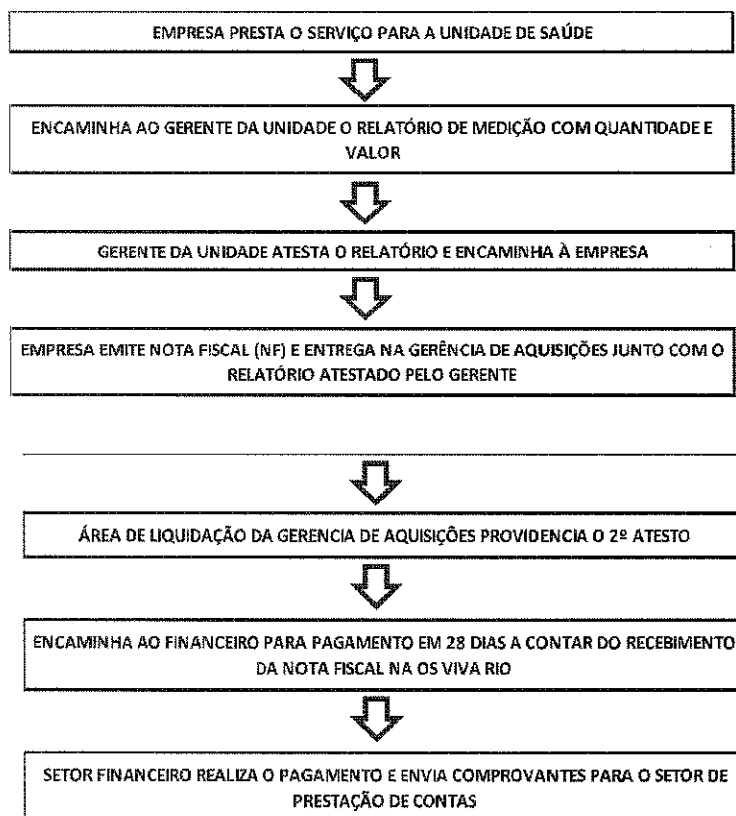 EMPRESA PRESTA O SERVIÇO PARA A UNIDADE DE SAÚDE
ENCAMINHA AO GERENTE DA UNIDADE O RELATÓRIO DE MEDIÇÃO COM QUANTIDADE E
VALOR
GERENTE DA UNIDADE ATESTA O RELATÓRIO E ENCAMINHA À EMPRESA
EMPRESA EMITE NOTA FISCAL (NF) E ENTREGA NA GERÊNCIA DE AQUISIÇÕES JUNTO COM O
RELATÓRIO ATESTADO PELO GERENTE
ÁREA DE LIQUIDAÇÃO DA GERENCIA DE AQUISIÇÕES PROVIDENCIA O 2º ATESTO
ENCAMINHA AO FINANCEIRO PARA PAGAMENTO EM 28 DIAS A CONTAR DO RECEBIMENTO
DA NOTA FISCAL NA OS VIVA RIO
SETOR FINANCEIRO REALIZA O PAGAMENTO E ENVIA COMPROVANTES PARA O SETOR DE
PRESTAÇÃO DE CONTAS